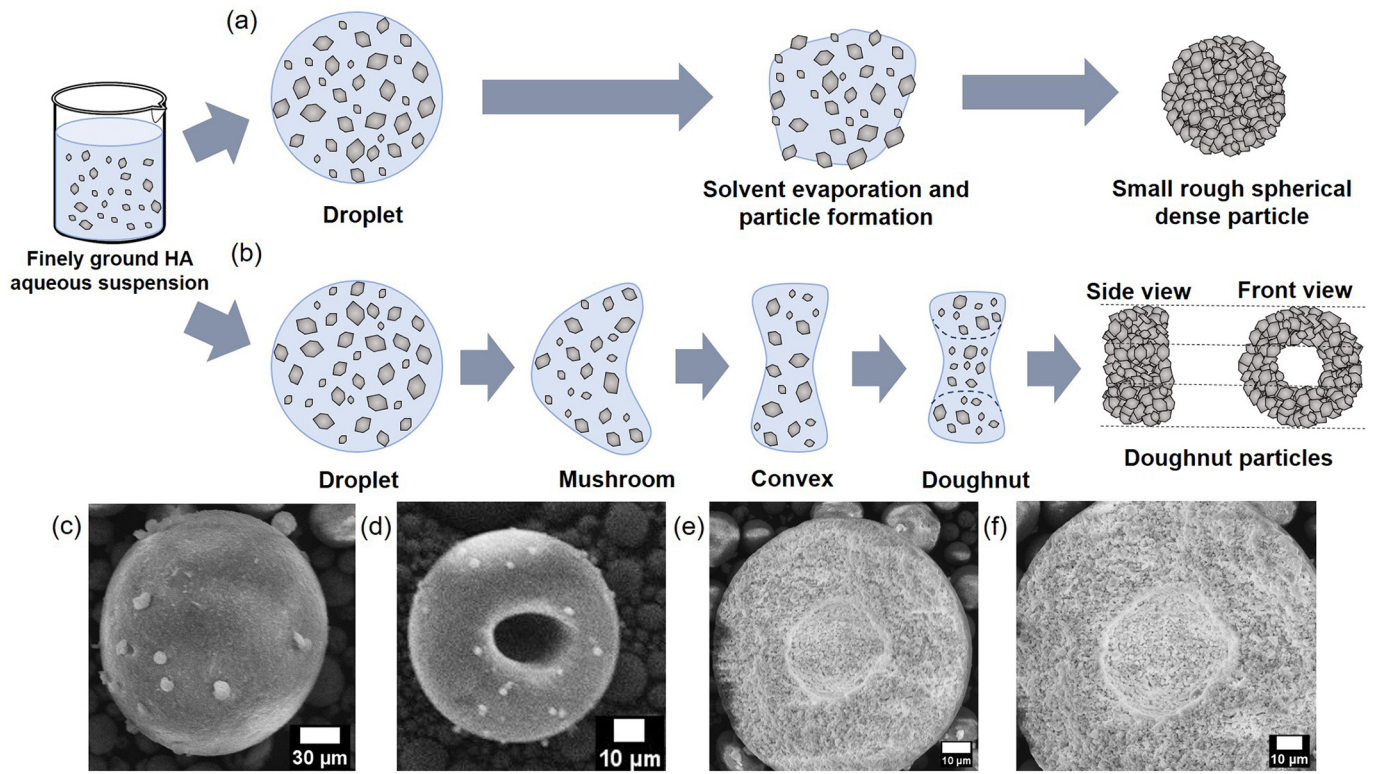 (a)
Droplet
Solvent evaporation and
particle formation
Small rough spherical
dense particle
Finely ground HA
aqueous suspension
(b)
Droplet
Mushroom
Convex
Doughnut
Side view
Front view
Doughnut particles
(c)
30 μm
(d)
10 μm
(e)
10 μm
(f)
10 μm